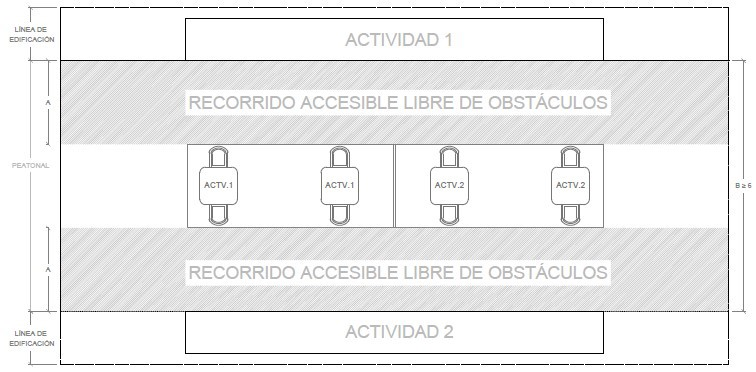 LÍNEA DE
EDIFICACIÓN
ACTIVIDAD 1
A
RECORRIDO ACCESIBLE LIBRE DE OBSTÁCULOS
PEATONAL
ACTV.1
ACTV.1
ACTV.2
ACTV.2
B ≥ 6
A
RECORRIDO ACCESIBLE LIBRE DE OBSTÁCULOS
LÍNEA DE
EDIFICACIÓN
ACTIVIDAD 2